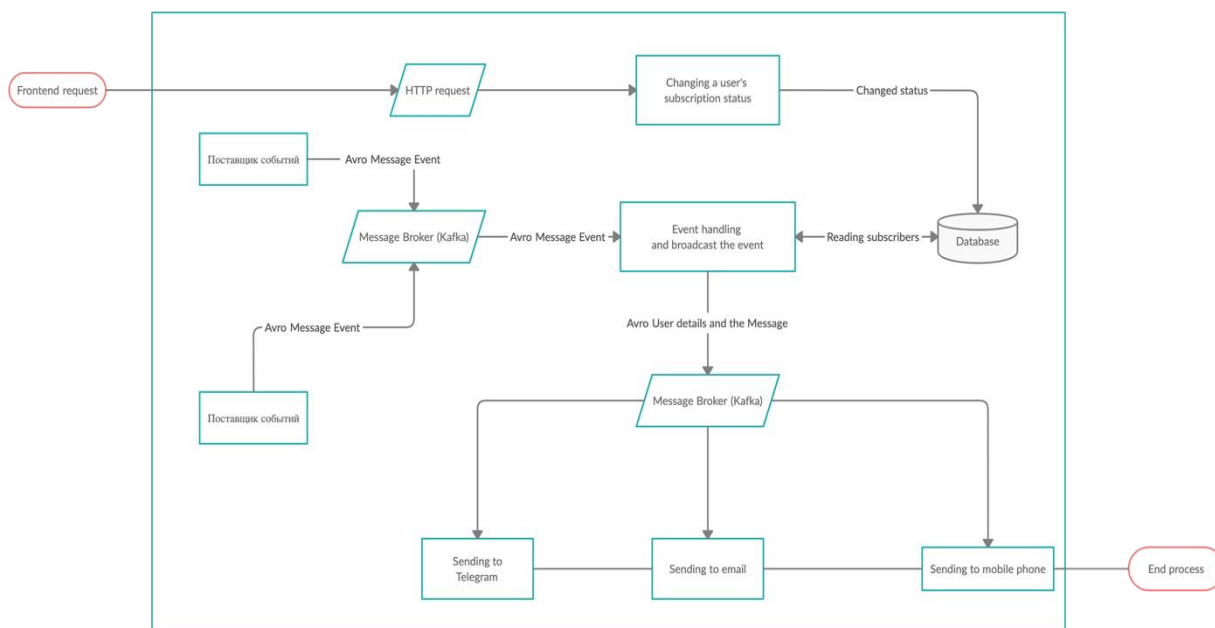 Frontend request
HTTP request
Changing a user's
subscription status
Changed status
Поставщик событий
Avro Message Event
Message Broker (Kafka)
Avro Message Event
Event handling
and broadcast the event
Reading subscribers
Database
Avro Message Event
Avro User details and the Message
Поставщик событий
Message Broker (Kafka)
Sending to
Telegram
Sending to email
Sending to mobile phone
End process